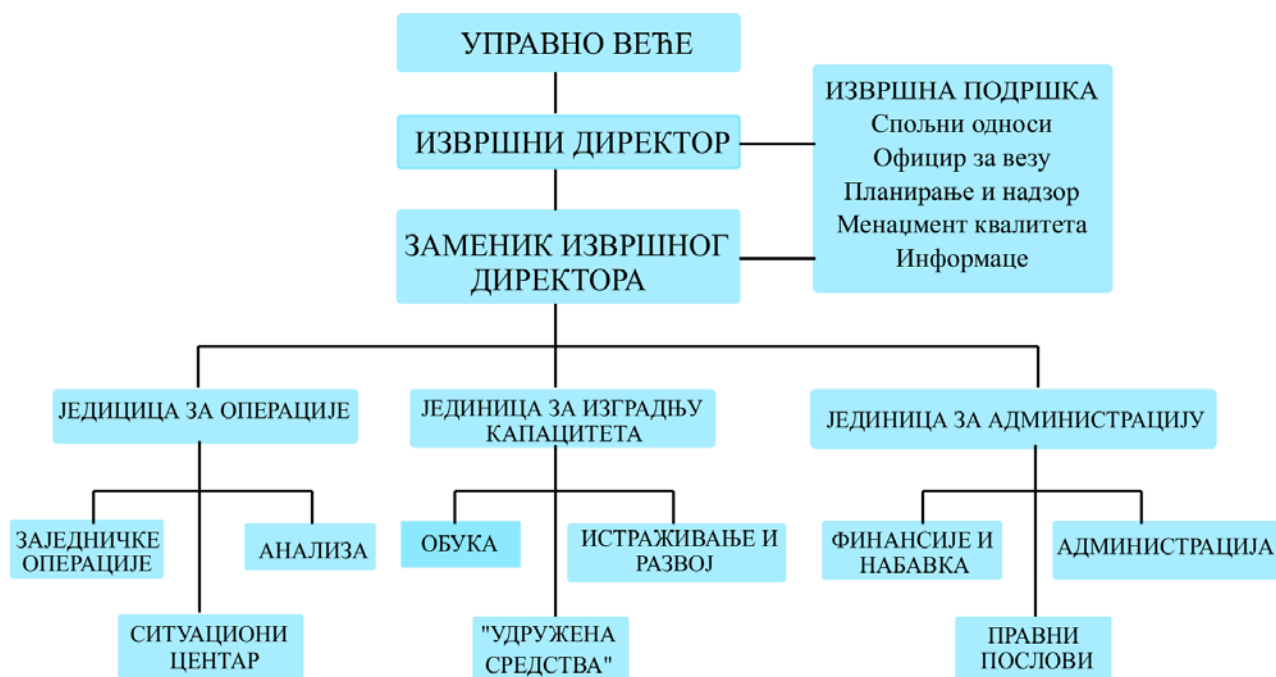 УПРАВНО ВЕЋЕ
ИЗВРШНИ ДИРЕКТОР
ИЗВРШНА ПОДРШКА
Спољни односи
Официр за везу
Планирање и надзор
Менаџмент квалитета
Информаце
ЗАМЕНИК ИЗВРШНОГ
ДИРЕКТОРА
ЈЕДИЦИЦА ЗА ОПЕРАЦИЈЕ
ЈЕДИНИЦА ЗА ИЗГРАДЊУ
КАПАЦИТЕТА
ЈЕДИНИЦА ЗА АДМИНИСТРАЦИЈУ
ЗАЈЕДНИЧКЕ
ОПЕРАЦИЈЕ
АНАЛИЗА
ОБУКА
ИСТРАЖИВАЊЕ И
РАЗВОЈ
ФИНАНСИЈЕ И
НАБАВКА
АДМИНИСТРАЦИЈА
СИТУАЦИОНИ
ЦЕНТАР
"УДРУЖЕНА
СРЕДСТВА"
ПРАВНИ
ПОСЛОВИ